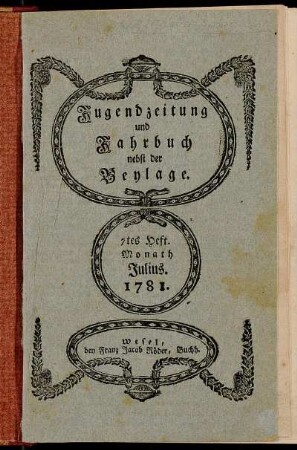 Jugendzeitung
und
Jahrbuch
nebst der
Beylage.
7tes Heft.
Monath
Julius.
1781.
Wesel,
bey Franz Jacob Röder, Buchh.